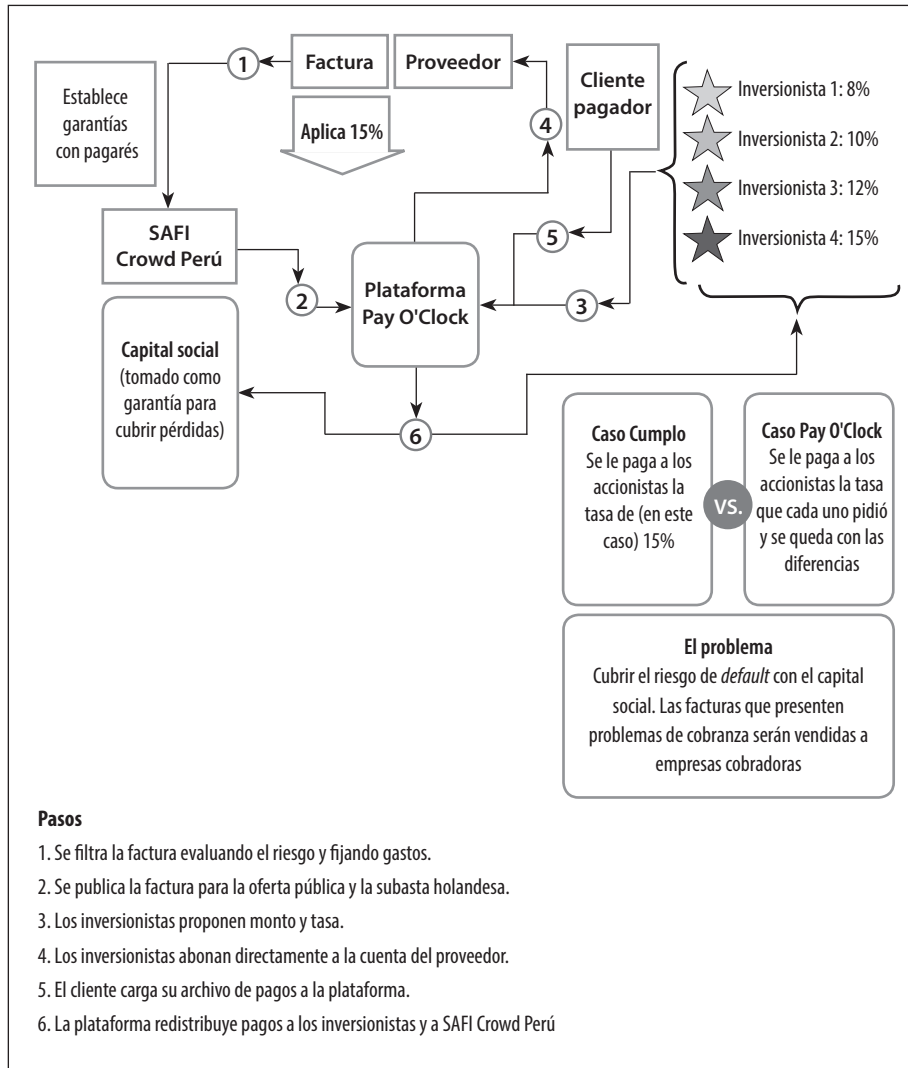 1
Factura
Proveedor
Establece
garantías
con pagarés
Aplica 15%
4
Cliente
pagador
Inversionista 1: 8%
Inversionista 2: 10%
Inversionista 3: 12%
Inversionista 4: 15%
SAFI
Crowd Perú
5
2
Plataforma
Pay O'Clock
3
Capital social
(tomado como
garantía para
cubrir pérdidas)
6
Caso Cumplo
Se le paga a los
accionistas la
tasa de (en este
caso) 15%
VS.
Caso Pay O'Clock
Se le paga a los
accionistas la tasa
que cada uno pidió
y se queda con las
diferencias
El problema
Cubrir el riesgo de default con el capital
social. Las facturas que presenten
problemas de cobranza serán vendidas a
empresas cobradoras
Pasos
1. Se filtra la factura evaluando el riesgo y fijando gastos.
2. Se publica la factura para la oferta pública y la subasta holandesa.
3. Los inversionistas proponen monto y tasa.
4. Los inversionistas abonan directamente a la cuenta del proveedor.
5. El cliente carga su archivo de pagos a la plataforma.
6. La plataforma redistribuye pagos a los inversionistas y a SAFI Crowd Perú